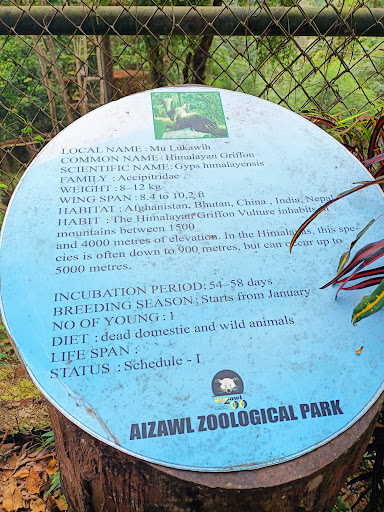 LOCAL NAME : Mu Lukawlh
COMMON NAME : Himalayan Griffon
SCIENTIFIC NAME : Gyps himalayensis
FAMILY : Accipitridae
WEIGHT : 8-12 kg
WING SPAN : 8.4 to 10.2 ft
HABITAT : Afghanistan, Bhutan, China , India, Nepal
HABIT : The Himalayan Griffon Vulture inhabits in
mountains between 1500
and 4000 metres of elevation. In the Himalayas, this spe-
cies is often down to 900 metres, but can occur up to
5000 metres.
INCUBATION PERIOD: 54-58 days
BREEDING SEASON: Starts from January
NO OF YOUNG : 1
DIET : dead domestie and wild animals
LIFE SPAN :
STATUS : Schedule - I
AIZAWL ZOOLOGICAL PARK